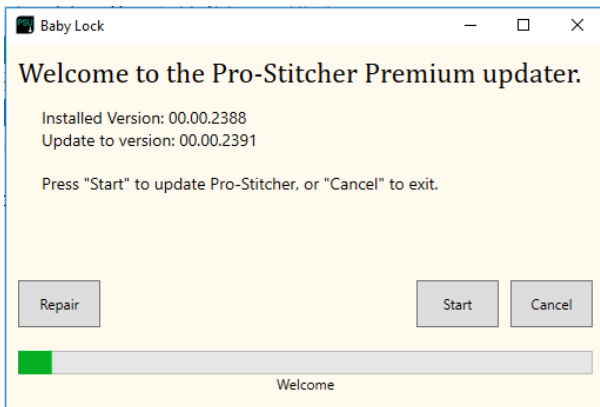 PSU Baby Lock
Welcome to the Pro-Stitcher Premium updater.
Installed Version: 00.00.2388
Update to version: 00.00.2391
Press "Start" to update Pro-Stitcher, or "Cancel" to exit.
Repair Start Cancel
Welcome